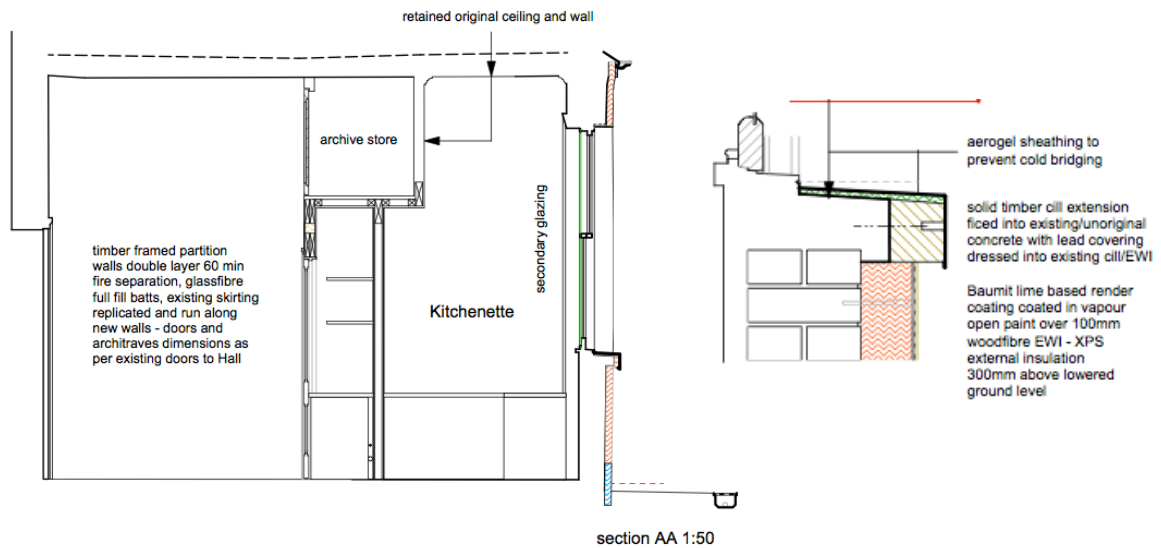 retained original ceiling and wall
archive store
secondary glazing
Kitchenette
timber framed partition
walls double layer 60 min
fire separation, glassfibre
full fill batts, existing skirting
replicated and run along
new walls - doors and
architraves dimensions as
per existing doors to Hall
aerogel sheathing to
prevent cold bridging
solid timber cill extension
ficed into existing/unoriginal
concrete with lead covering
dressed into existing cill/EWI
Baumit lime based render
coating coated in vapour
open paint over 100mm
woodfibre EWI - XPS
external insulation
300mm above lowered
ground level
section AA 1:50